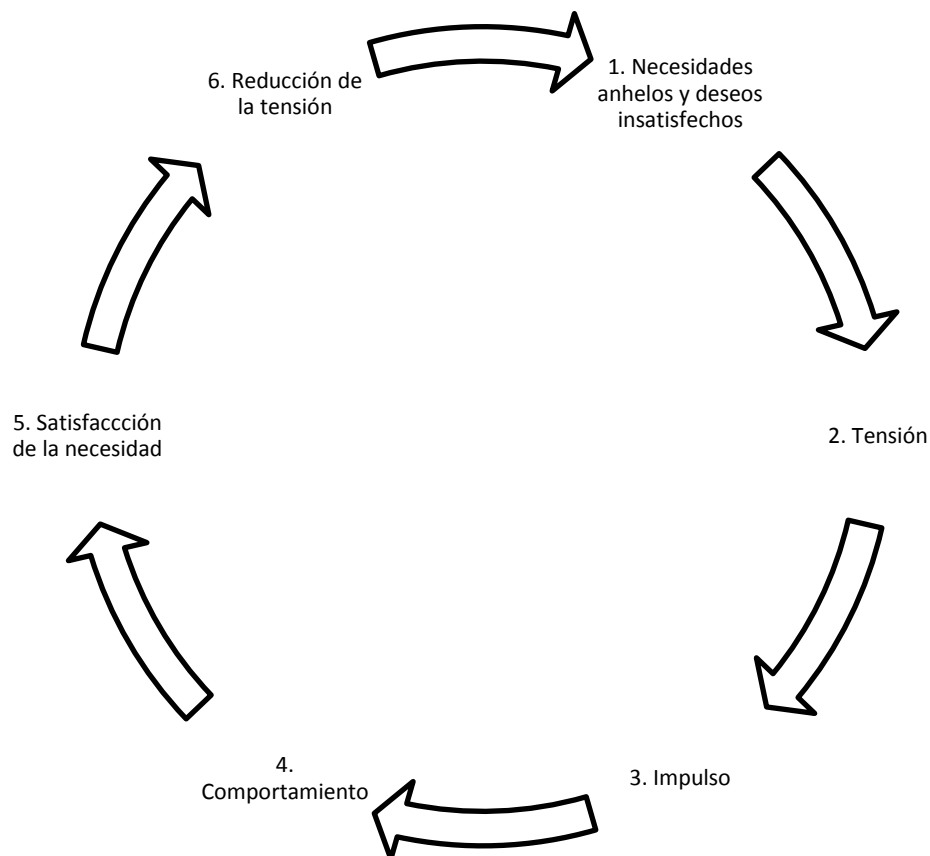 1. Necesidades
anhelos y deseos
insatisfechos
2. Tensión
3. Impulso
4.
Comportamiento
5. Satisfaccción
de la necesidad
6. Reducción de
la tensión